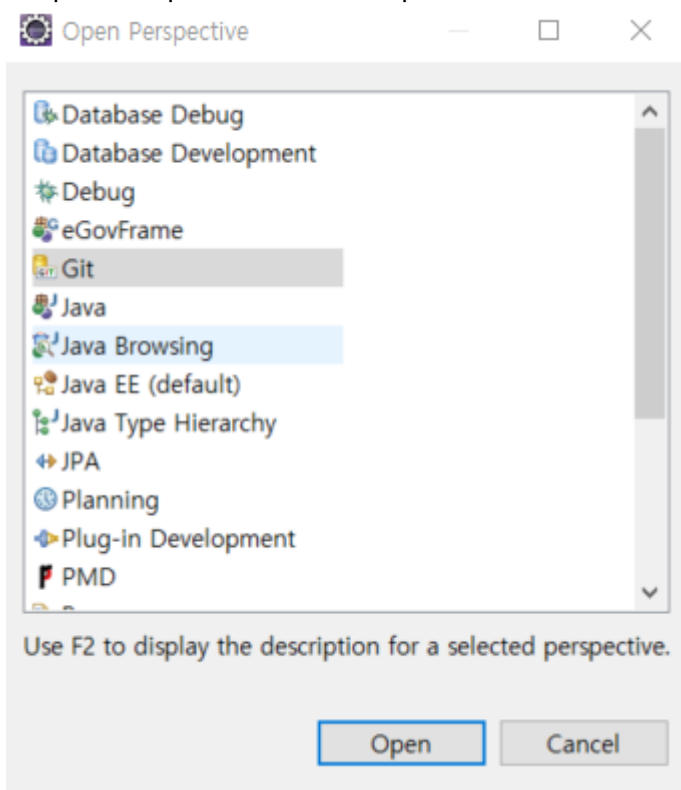 Open Perspective
Database Debug
Database Development
Debug
eGovFrame
Git
Java
Java Browsing
Java EE (default)
Java Type Hierarchy
JPA
Planning
Plug-in Development
PMD
Use F2 to display the description for a selected perspective.
Open Cancel